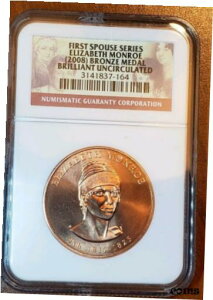 FIRST SPOUSE SERIES
ELIZABETH MONROE
(2008) BRONZE MEDAL
BRILLIANT UNCIRCULATED
3141837-164
NUMISMATIC GUARANTY CORPORATION
ELIZABETH MONROE